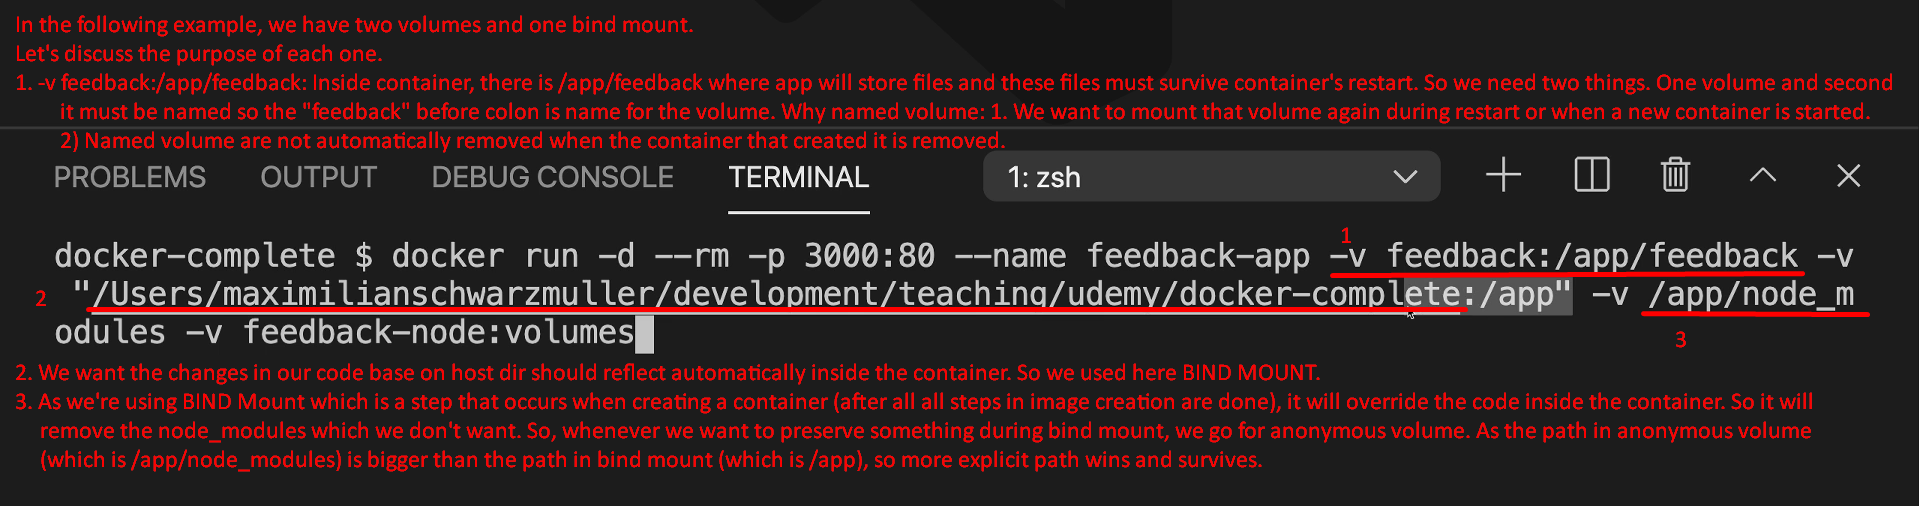 In the following example, we have two volumes and one bind mount.
Let's discuss the purpose of each one.
1. -v feedback:/app/feedback: Inside container, there is /app/feedback where app will store files and these files must survive container's restart. So we need two things. One volume and second
it must be named so the "feedback" before colon is name for the volume. Why named volume: 1. We want to mount that volume again during restart or when a new container is started.
2) Named volume are not automatically removed when the container that created it is removed.
PROBLEMS OUTPUT DEBUG CONSOLE TERMINAL 1: zsh
1
docker-complete $ docker run -d --rm -p 3000:80 --name feedback-app -v feedback:/app/feedback -v
2 "/Users/maximilianschwarzmuller/development/teaching/udemy/docker-complete:/app" -v /app/node_m
odules -v feedback-node:volumes
3
2. We want the changes in our code base on host dir should reflect automatically inside the container. So we used here BIND MOUNT.
3. As we're using BIND Mount which is a step that occurs when creating a container (after all all steps in image creation are done), it will override the code inside the container. So it will
remove the node_modules which we don't want. So, whenever we want to preserve something during bind mount, we go for anonymous volume. As the path in anonymous volume
(which is /app/node_modules) is bigger than the path in bind mount (which is /app), so more explicit path wins and survives.